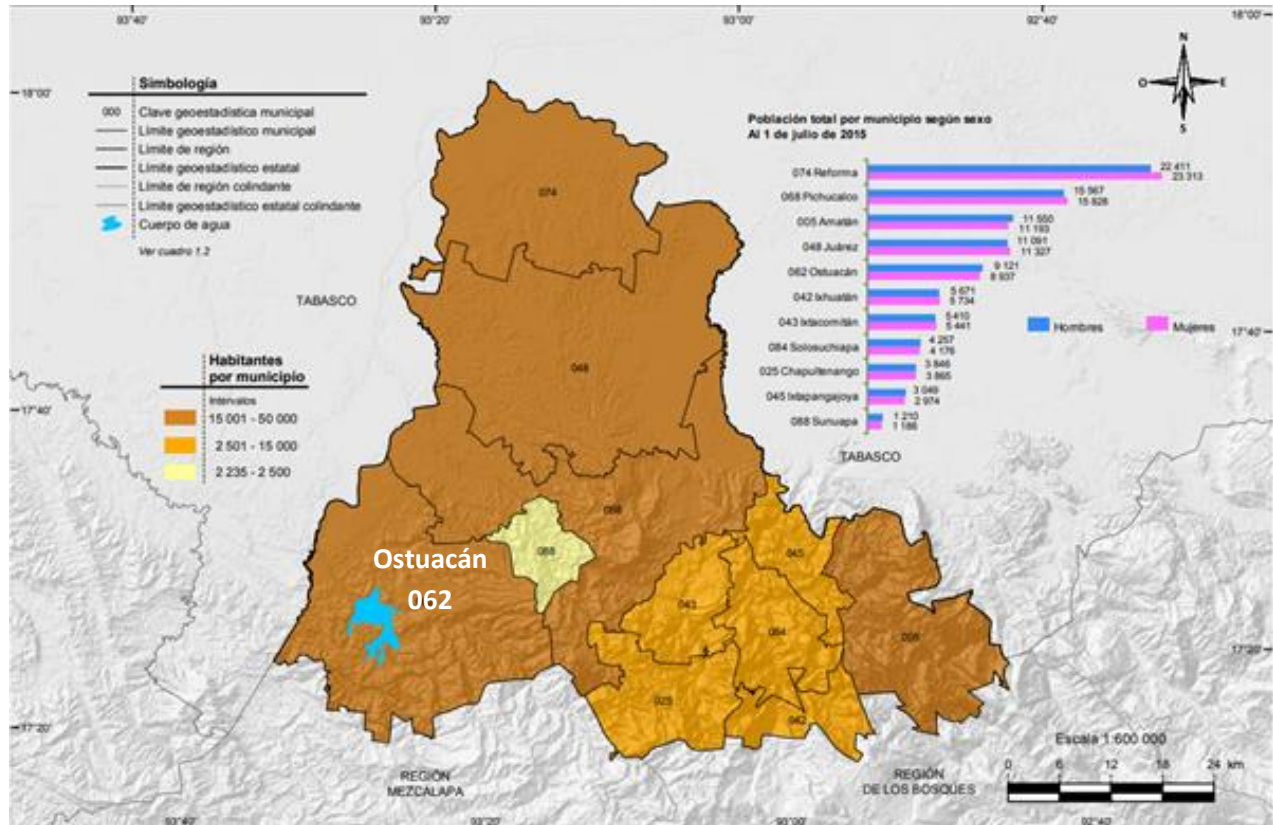 93°40'
93°20'
93°00'
92°40'
18°00'
18°00'
Simbología
000 Clave geoestadística municipal
Límite geoestadístico municipal
Límite de región
Límite geoestadístico estatal
Límite de región colindante
Límite geoestadístico estatal colindante
Cuerpo de agua
Ver cuadro 1.2
N
O
E
S
Población total por municipio según sexo
Al 1 de julio de 2015
074 Reforma 22 411
23 313
068 Pichucalco 15 567
15 828
005 Amatán 11 550
11 193
048 Juárez 11 091
11 327
062 Ostuacán 9 121
8 937
042 Ixhuatán 5 671
5 734
043 Ixtacomitán 5 410
5 441
084 Solosuchiapa 4 257
4 176
025 Chapultenango 3 846
3 865
045 Ixtapangajoya 3 049
2 974
088 Sunuapa 1 210
1 186
Hombres
Mujeres
TABASCO
074
17°40'
Habitantes
por municipio
Intervalos
15 001 - 50 000
2 501 - 15 000
2 235 - 2 500
048
17°40'
TABASCO
068
088
045
Ostuacán
062
043
084
005
17°20'
025
042
17°20'
REGIÓN
MEZCALAPA
REGIÓN
DE LOS BOSQUES
Escala 1:600 000
0 6 12 18 24 km
93°40'
93°20'
93°00'
92°40'